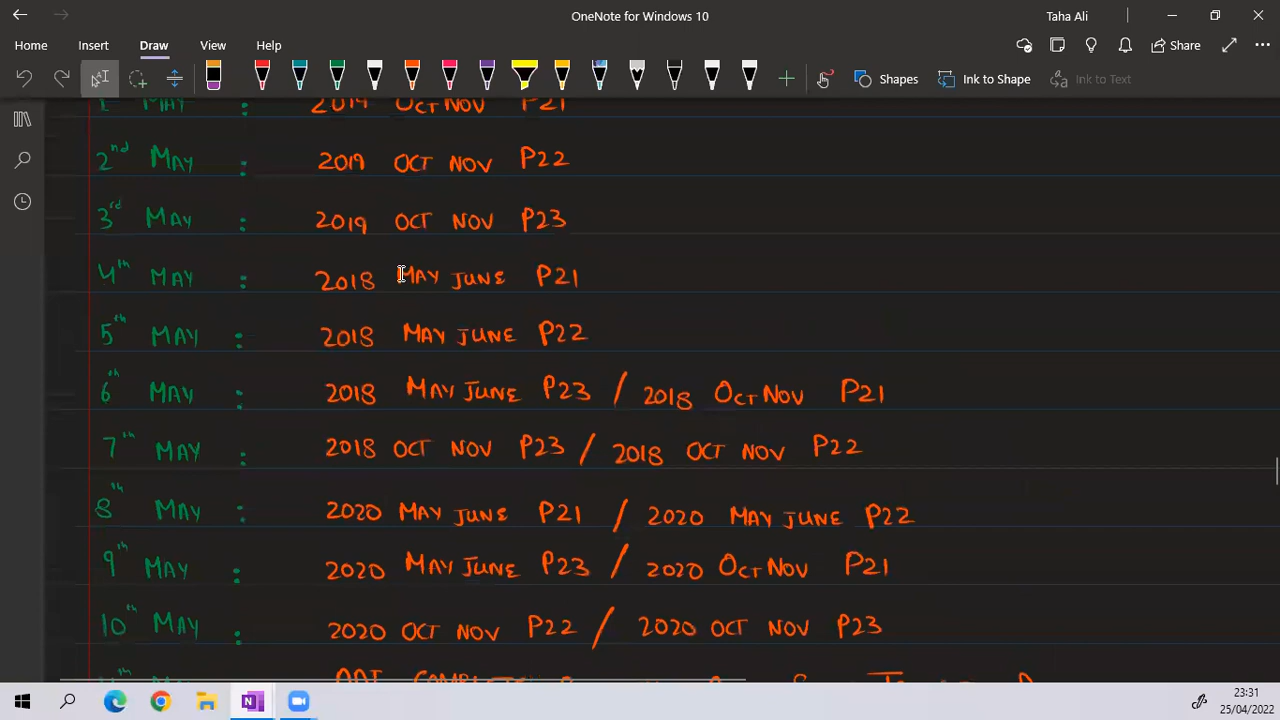 OneNote for Windows 10
Taha Ali
Home Insert Draw View Help
Share
Shapes Ink to Shape Ink to Text
MAY : 2019 OCT NOV P21
2nd MAY : 2019 OCT NOV P22
3rd MAY : 2019 OCT NOV P23
4th MAY : 2018 MAY JUNE P21
5th MAY : 2018 MAY JUNE P22
6th MAY : 2018 MAY JUNE P23 / 2018 OCT NOV P21
7th MAY : 2018 OCT NOV P23 / 2018 OCT NOV P22
8th MAY : 2020 MAY JUNE P21 / 2020 MAY JUNE P22
9th MAY : 2020 MAY JUNE P23 / 2020 OCT NOV P21
10th MAY : 2020 OCT NOV P22 / 2020 OCT NOV P23
23:31
25/04/2022